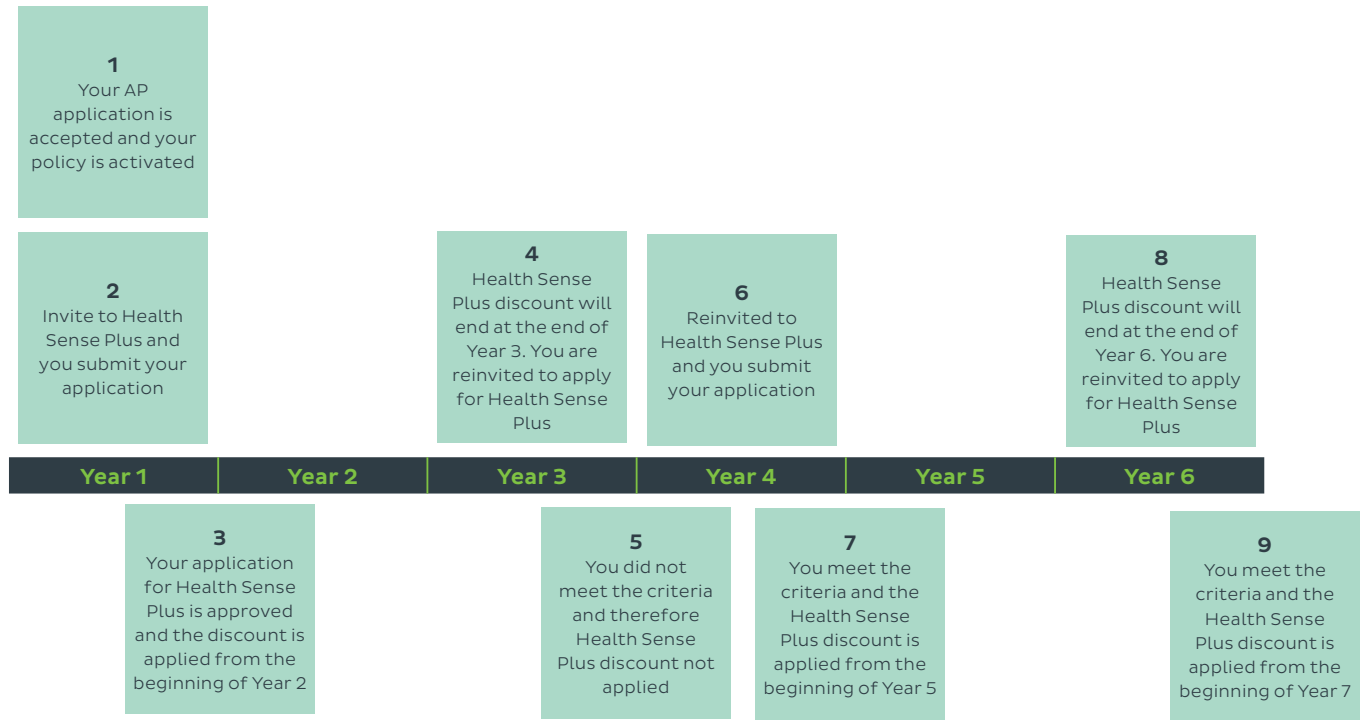 1
Your AP
application is
accepted and your
policy is activated
2
Invite to Health
Sense Plus and
you submit your
application
4
Health Sense
Plus discount will
end at the end of
Year 3. You are
reinvited to apply
for Health Sense
Plus
6
Reinvited to
Health Sense Plus
and you submit
your application
8
Health Sense
Plus discount will
end at the end of
Year 6. You are
reinvited to apply
for Health Sense
Plus
Year 1
Year 2
Year 3
Year 4
Year 5
Year 6
3
Your application
for Health Sense
Plus is approved
and the discount is
applied from the
beginning of Year 2
5
You did not
meet the criteria
and therefore
Health Sense
Plus discount not
applied
7
You meet the
criteria and the
Health Sense
Plus discount is
applied from the
beginning of Year 5
9
You meet the
criteria and the
Health Sense
Plus discount is
applied from the
beginning of Year 7